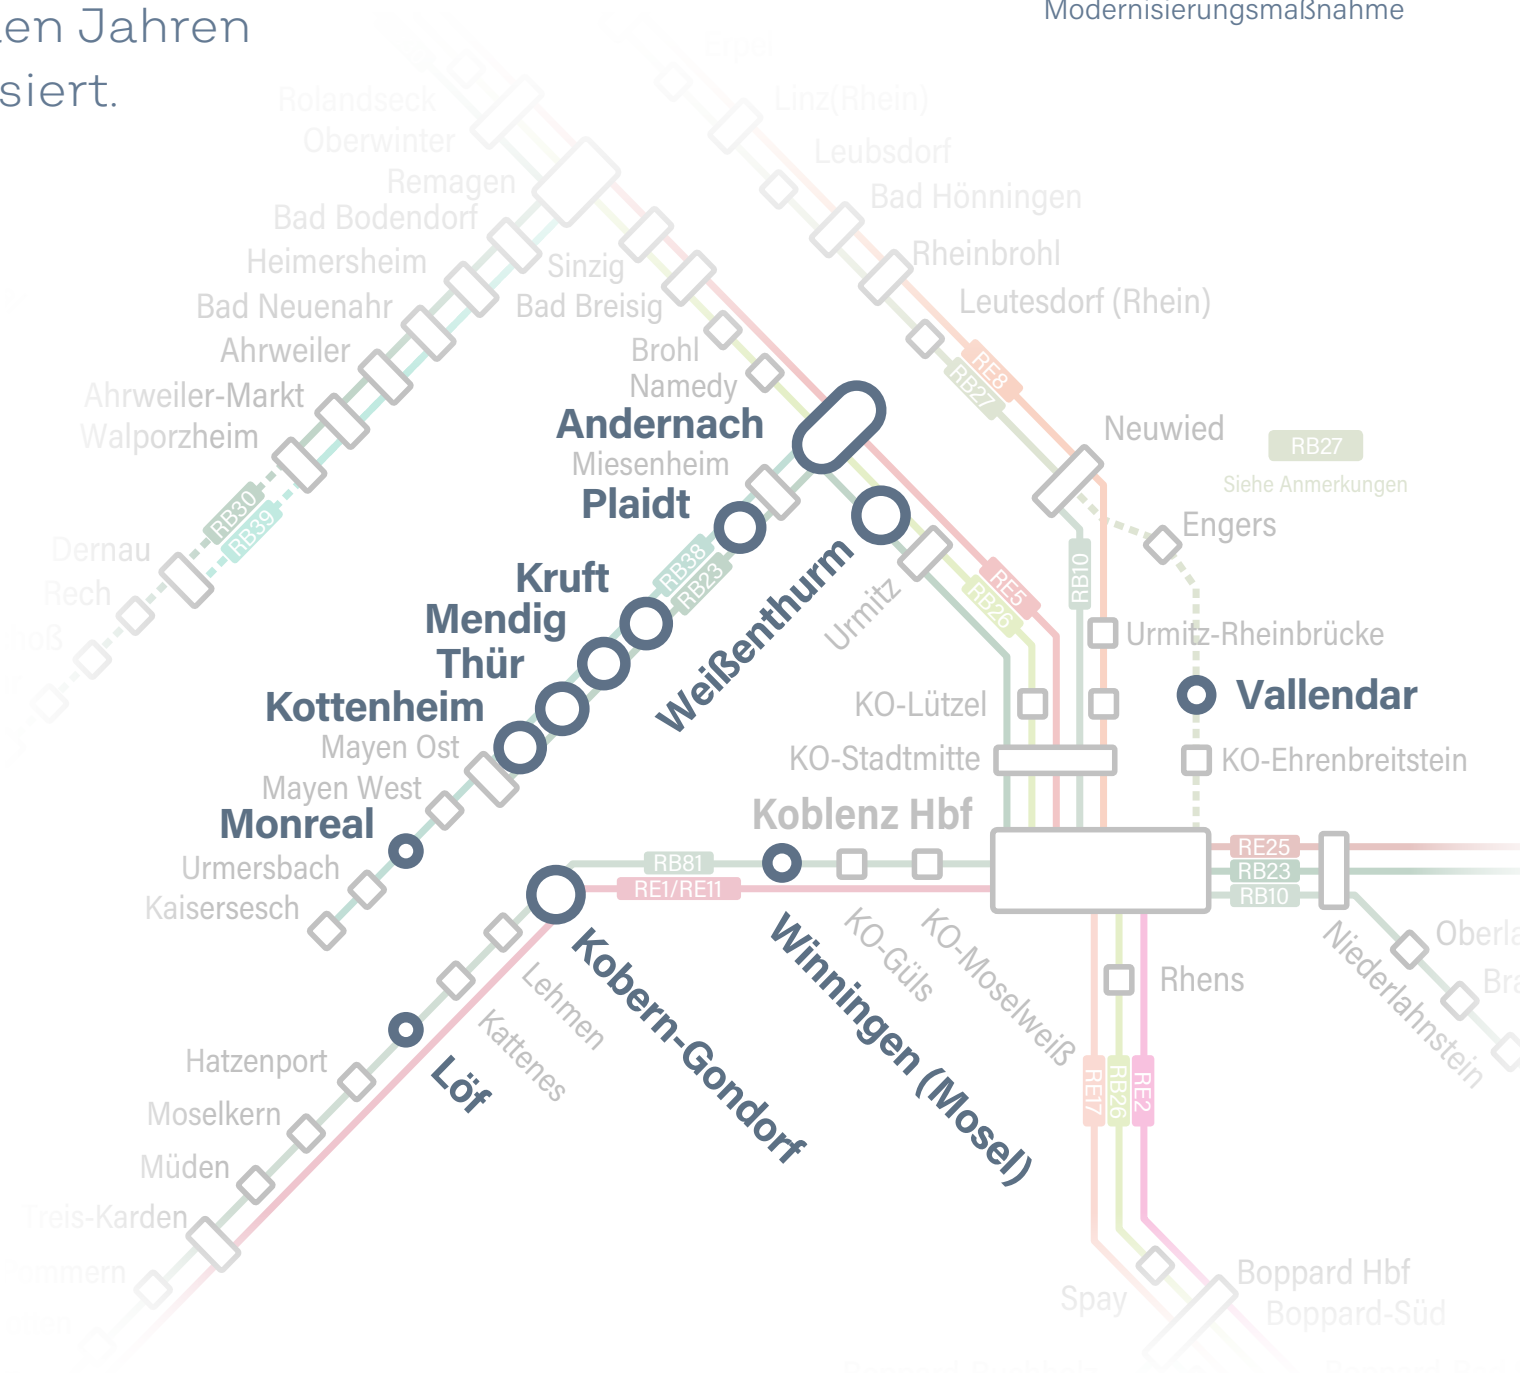 en Jahren
siert.
Modernisierungsmaßnahme
Erpel
Rolandseck
Linz(Rhein)
Oberwinter
Leubsdorf
Remagen
Bad Hönningen
Bad Bodendorf
Rheinbrohl
Heimersheim
Sinzig
Leutesdorf (Rhein)
Bad Neuenahr
Bad Breisig
Ahrweiler
Brohl
RE8
RB27
Namedy
Ahrweiler-Markt
Andernach
Neuwied
Walporzheim
RB27
Miesenheim
Siehe Anmerkungen
Plaidt
RB30
RB39
Engers
Dernau
Kruft
RB38
RB23
Weißenthurm
RE5
RB26
RB10
Rech
Mendig
Urmitz
Urmitz-Rheinbrücke
hoß
Thür
Vallendar
Kottenheim
KO-Lützel
Mayen Ost
KO-Stadtmitte
KO-Ehrenbreitstein
Mayen West
Monreal
Koblenz Hbf
Urmersbach
RB81
RE25
RB23
Kaisersesch
RE1/RE11
RB10
Lehmen
Kobern-Gondorf
Winningen (Mosel)
KO-Güls
KO-Moselweiß
Niederlahnstein
Oberla
Bra
Rhens
Kattenes
Löf
Hatzenport
RE17
RB26
RE2
Moselkern
Müden
Treis-Karden
ommern
Boppard Hbf
Spay
Boppard-Süd